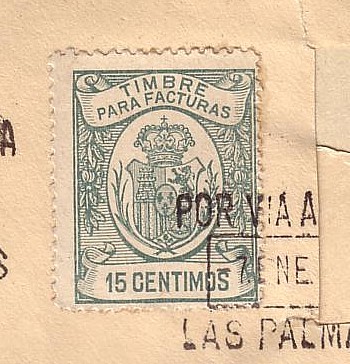 TIMBRE
PARA FACTURAS
A
POR VIA A
S
7 ENE
15 CENTIMOS
LAS PALMA